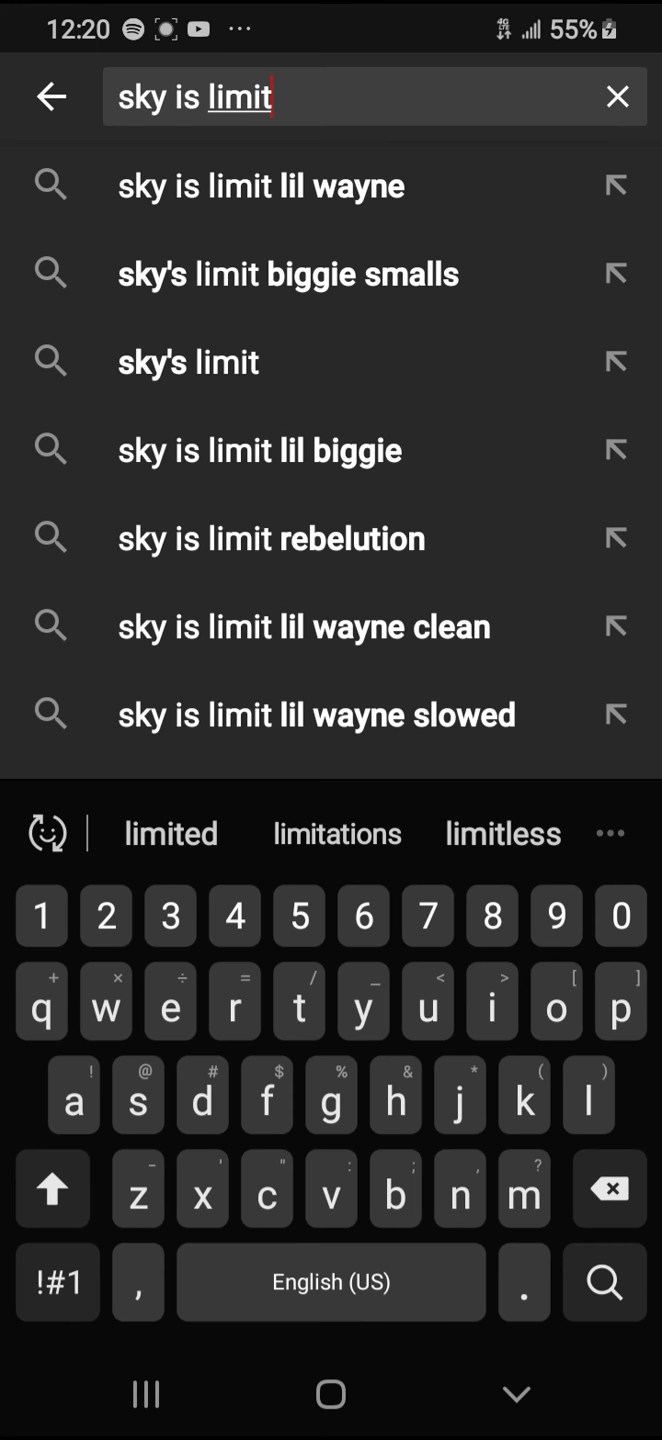 12:20 4G 55%
sky is limit
sky is limit lil wayne
sky's limit biggie smalls
sky's limit
sky is limit lil biggie
sky is limit rebelution
sky is limit lil wayne clean
sky is limit lil wayne slowed
limited limitations limitless
1 2 3 4 5 6 7 8 9 0
+ × ÷ = / _ < > [ ]
q w e r t y u i o p
! @ # $ % & * ( )
a s d f g h j k l
- ' " : ; , ?
z x c v b n m
!#1 , English (US) .